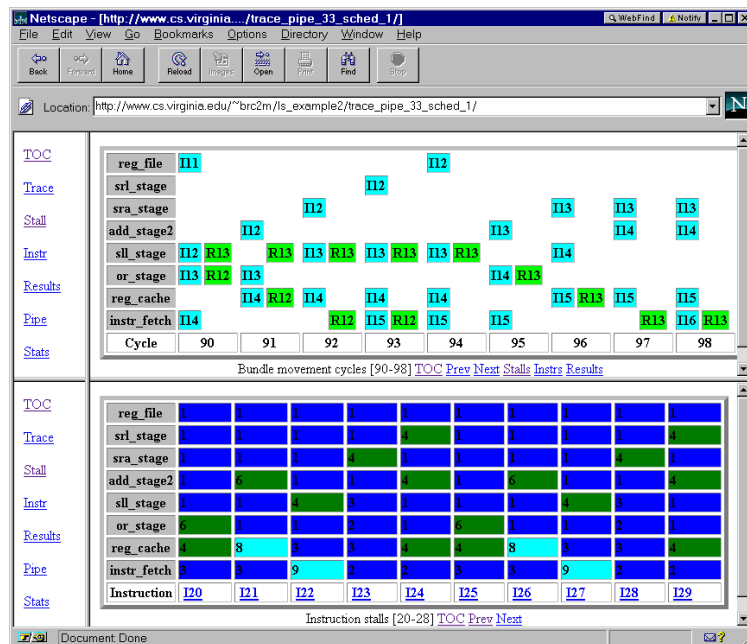 Netscape - [http://www.cs.virginia..../trace_pipe_33_sched_1/]
WebFind Notify
File Edit View Go Bookmarks Options Directory Window Help
Back Forward Home Reload Images Open Print Find Stop
Location: http://www.cs.virginia.edu/~brc2m/ls_example2/trace_pipe_33_sched_1/
N
TOC
Trace
Stall
Instr
Results
Pipe
Stats
reg_file I11 I12
srl_stage I12
sra_stage I12 I13 I13 I13
add_stage2 I12 I13 I14 I14
sll_stage I12 R13 R13 I13 R13 I13 R13 I13 R13 I14
or_stage I13 R12 I13 I14 R13
reg_cache I14 R12 I14 I14 I14 I15 R13 I15 I15
instr_fetch I14 R12 I15 R12 I15 I15 R13 I16 R13
Cycle 90 91 92 93 94 95 96 97 98
Bundle movement cycles [90-98] TOC Prev Next Stalls Instrs Results
TOC
Trace
Stall
Instr
Results
Pipe
Stats
reg_file 1 1 1 1 1 1 1 1 1
srl_stage 1 1 1 1 4 1 1 1 1 4
sra_stage 1 1 1 4 1 1 1 1 4 1
add_stage2 1 6 1 1 4 1 6 1 1 4
sll_stage 1 1 4 3 1 1 1 4 3 1
or_stage 6 1 1 2 1 6 1 1 2 1
reg_cache 4 8 3 3 4 4 8 3 3 4
instr_fetch 3 3 9 2 2 3 3 9 2 2
Instruction I20 I21 I22 I23 I24 I25 I26 I27 I28 I29
Instruction stalls [20-28] TOC Prev Next
Document: Done